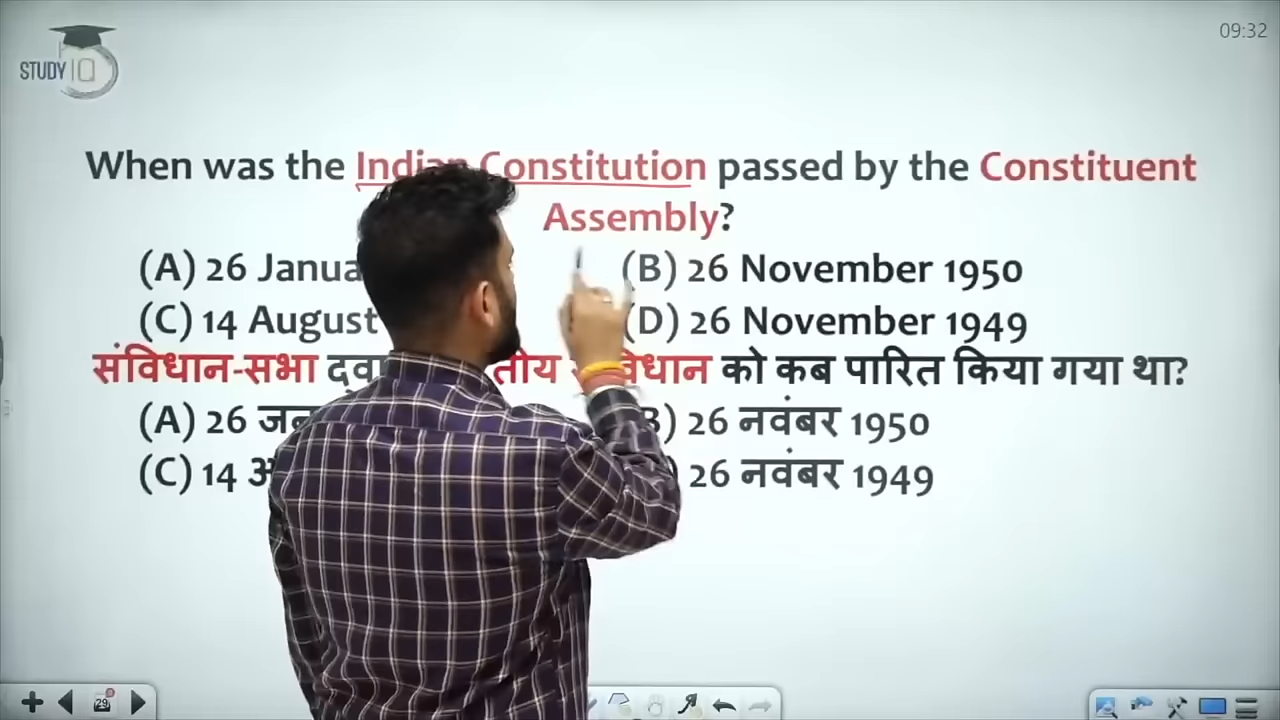 STUDY IQ
09:32
When was the Indian Constitution passed by the Constituent
Assembly?
(A) 26 (B) 26 November 1950
(C) 14 August (D) 26 November 1949
संविधान-सभा को कब पारित किया गया था?
(A) 26 26 नवंबर 1950
(C) 14 26 नवंबर 1949
29